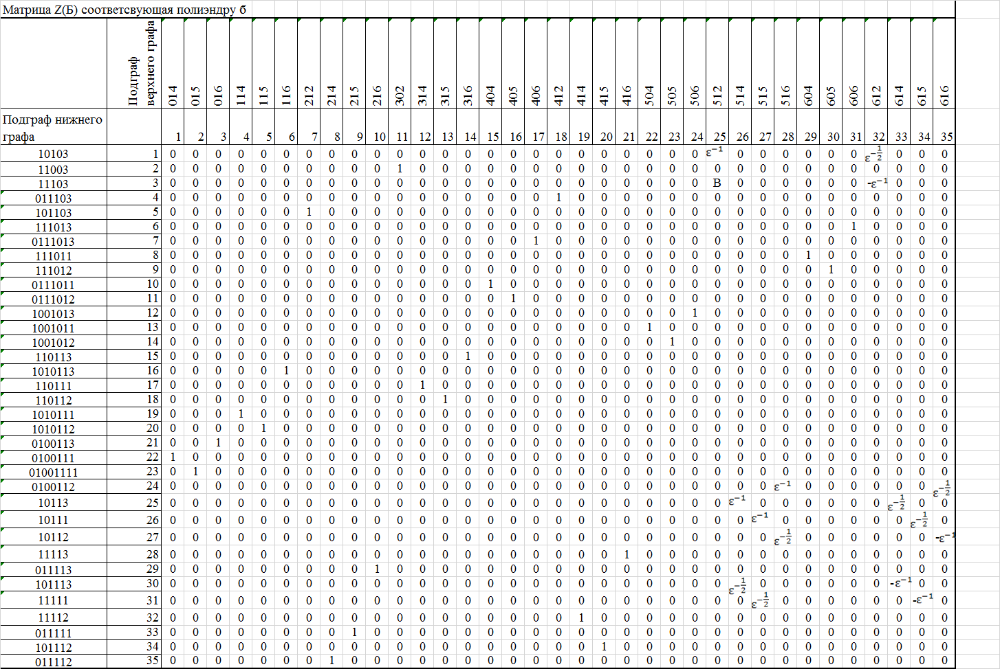 Матрица Z(Б) соответсвующая полиэндру б
Подграф верхнего графа 014 015 016 114 115 116 212 214 215 216 302 314 315 316 404 405 406 412 414 415 416 504 505 506 512 514 515 516 604 605 606 612 614 615 616
Подграф нижнего
графа 1 2 3 4 5 6 7 8 9 10 11 12 13 14 15 16 17 18 19 20 21 22 23 24 25 26 27 28 29 30 31 32 33 34 35
10103 1 0 0 0 0 0 0 0 0 0 0 0 0 0 0 0 0 0 0 0 0 0 0 0 0 ε^{-1} 0 0 0 0 0 0 ε^{-1/2} 0 0 0
11003 2 0 0 0 0 0 0 0 0 0 0 1 0 0 0 0 0 0 0 0 0 0 0 0 0 0 0 0 0 0 0 0 0 0 0 0
11103 3 0 0 0 0 0 0 0 0 0 0 0 0 0 0 0 0 0 0 0 0 0 0 0 0 B 0 0 0 0 0 0 -ε^{-1} 0 0 0
011103 4 0 0 0 0 0 0 0 0 0 0 0 0 0 0 0 0 0 1 0 0 0 0 0 0 0 0 0 0 0 0 0 0 0 0 0
101103 5 0 0 0 0 0 0 1 0 0 0 0 0 0 0 0 0 0 0 0 0 0 0 0 0 0 0 0 0 0 0 0 0 0 0 0
111013 6 0 0 0 0 0 0 0 0 0 0 0 0 0 0 0 0 0 0 0 0 0 0 0 0 0 0 0 0 0 0 1 0 0 0 0
0111013 7 0 0 0 0 0 0 0 0 0 0 0 0 0 0 0 0 1 0 0 0 0 0 0 0 0 0 0 0 0 0 0 0 0 0 0
111011 8 0 0 0 0 0 0 0 0 0 0 0 0 0 0 0 0 0 0 0 0 0 0 0 0 0 0 0 0 1 0 0 0 0 0 0
111012 9 0 0 0 0 0 0 0 0 0 0 0 0 0 0 0 0 0 0 0 0 0 0 0 0 0 0 0 0 0 1 0 0 0 0 0
0111011 10 0 0 0 0 0 0 0 0 0 0 0 0 0 0 1 0 0 0 0 0 0 0 0 0 0 0 0 0 0 0 0 0 0 0 0
0111012 11 0 0 0 0 0 0 0 0 0 0 0 0 0 0 0 1 0 0 0 0 0 0 0 0 0 0 0 0 0 0 0 0 0 0 0
1001013 12 0 0 0 0 0 0 0 0 0 0 0 0 0 0 0 0 0 0 0 0 0 0 0 1 0 0 0 0 0 0 0 0 0 0 0
1001011 13 0 0 0 0 0 0 0 0 0 0 0 0 0 0 0 0 0 0 0 0 0 1 0 0 0 0 0 0 0 0 0 0 0 0 0
1001012 14 0 0 0 0 0 0 0 0 0 0 0 0 0 0 0 0 0 0 0 0 0 0 1 0 0 0 0 0 0 0 0 0 0 0 0
110113 15 0 0 0 0 0 0 0 0 0 0 0 0 0 1 0 0 0 0 0 0 0 0 0 0 0 0 0 0 0 0 0 0 0 0 0
1010113 16 0 0 0 0 0 1 0 0 0 0 0 0 0 0 0 0 0 0 0 0 0 0 0 0 0 0 0 0 0 0 0 0 0 0 0
110111 17 0 0 0 0 0 0 0 0 0 0 0 1 0 0 0 0 0 0 0 0 0 0 0 0 0 0 0 0 0 0 0 0 0 0 0
110112 18 0 0 0 0 0 0 0 0 0 0 0 0 1 0 0 0 0 0 0 0 0 0 0 0 0 0 0 0 0 0 0 0 0 0 0
1010111 19 0 0 0 1 0 0 0 0 0 0 0 0 0 0 0 0 0 0 0 0 0 0 0 0 0 0 0 0 0 0 0 0 0 0 0
1010112 20 0 0 0 0 1 0 0 0 0 0 0 0 0 0 0 0 0 0 0 0 0 0 0 0 0 0 0 0 0 0 0 0 0 0 0
0100113 21 0 0 1 0 0 0 0 0 0 0 0 0 0 0 0 0 0 0 0 0 0 0 0 0 0 0 0 0 0 0 0 0 0 0 0
0100111 22 1 0 0 0 0 0 0 0 0 0 0 0 0 0 0 0 0 0 0 0 0 0 0 0 0 0 0 0 0 0 0 0 0 0 0
01001111 23 0 1 0 0 0 0 0 0 0 0 0 0 0 0 0 0 0 0 0 0 0 0 0 0 0 0 0 0 0 0 0 0 0 0 0
0100112 24 0 0 0 0 0 0 0 0 0 0 0 0 0 0 0 0 0 0 0 0 0 0 0 0 0 0 0 ε^{-1} 0 0 0 0 0 0 ε^{-1/2}
10113 25 0 0 0 0 0 0 0 0 0 0 0 0 0 0 0 0 0 0 0 0 0 0 0 0 0 ε^{-1} 0 0 0 0 0 0 ε^{-1/2} 0 0
10111 26 0 0 0 0 0 0 0 0 0 0 0 0 0 0 0 0 0 0 0 0 0 0 0 0 0 0 ε^{-1} 0 0 0 0 0 0 ε^{-1/2} 0
10112 27 0 0 0 0 0 0 0 0 0 0 0 0 0 0 0 0 0 0 0 0 0 0 0 0 0 0 0 ε^{-1/2} 0 0 0 0 0 0 -ε^{-1}
11113 28 0 0 0 0 0 0 0 0 0 0 0 0 0 0 0 0 0 0 0 0 1 0 0 0 0 0 0 0 0 0 0 0 0 0 0
011113 29 0 0 0 0 0 0 0 0 0 1 0 0 0 0 0 0 0 0 0 0 0 0 0 0 0 0 0 0 0 0 0 0 0 0 0
101113 30 0 0 0 0 0 0 0 0 0 0 0 0 0 0 0 0 0 0 0 0 0 0 0 0 0 ε^{-1/2} 0 0 0 0 0 0 -ε^{-1} 0 0
11111 31 0 0 0 0 0 0 0 0 0 0 0 0 0 0 0 0 0 0 0 0 0 0 0 0 0 0 ε^{-1/2} 0 0 0 0 0 0 -ε^{-1} 0
11112 32 0 0 0 0 0 0 0 0 0 0 0 0 0 0 0 0 0 0 1 0 0 0 0 0 0 0 0 0 0 0 0 0 0 0 0
011111 33 0 0 0 0 0 0 0 0 1 0 0 0 0 0 0 0 0 0 0 0 0 0 0 0 0 0 0 0 0 0 0 0 0 0 0
101112 34 0 0 0 0 0 0 0 0 0 0 0 0 0 0 0 0 0 0 0 1 0 0 0 0 0 0 0 0 0 0 0 0 0 0 0
011112 35 0 0 0 0 0 0 0 1 0 0 0 0 0 0 0 0 0 0 0 0 0 0 0 0 0 0 0 0 0 0 0 0 0 0 0